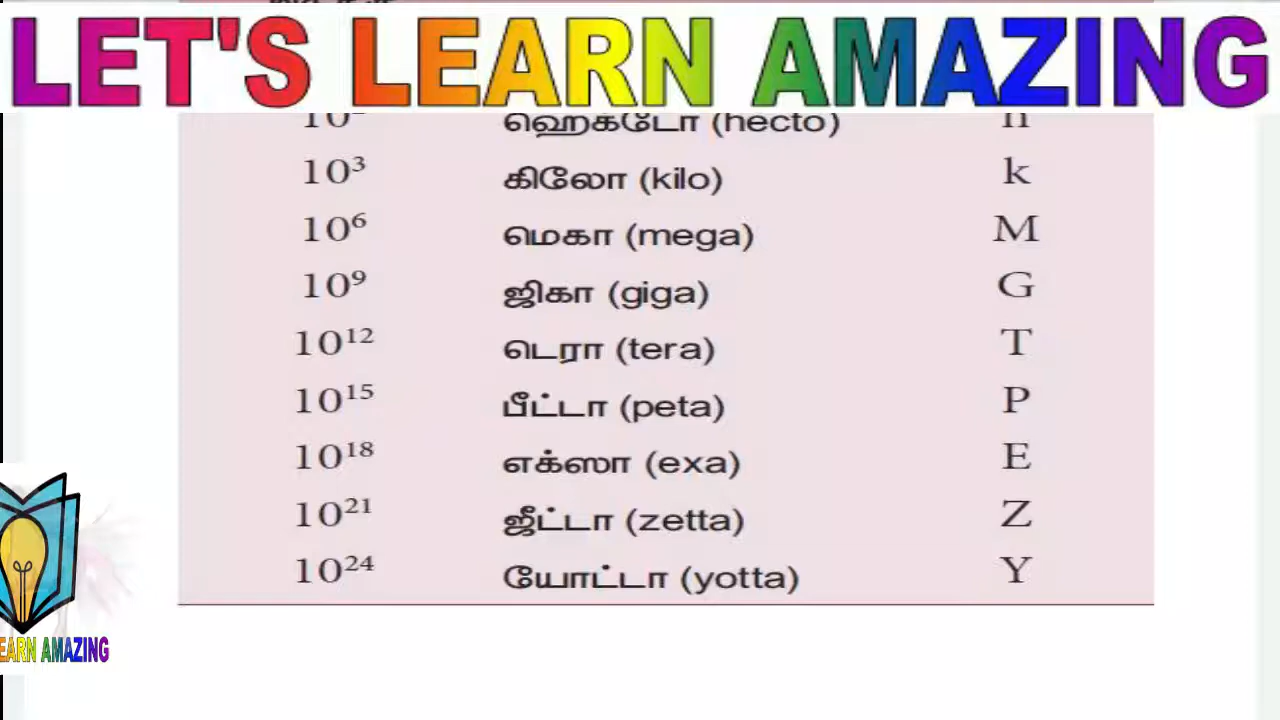 LET'S LEARN AMAZING
ஹெக்டோ (hecto) h
10³ கிலோ (kilo) k
10⁶ மெகா (mega) M
10⁹ ஜிகா (giga) G
10¹² டெரா (tera) T
10¹⁵ பீட்டா (peta) P
10¹⁸ எக்ஸா (exa) E
10²¹ ஜீட்டா (zetta) Z
10²⁴ யோட்டா (yotta) Y
EARN AMAZING